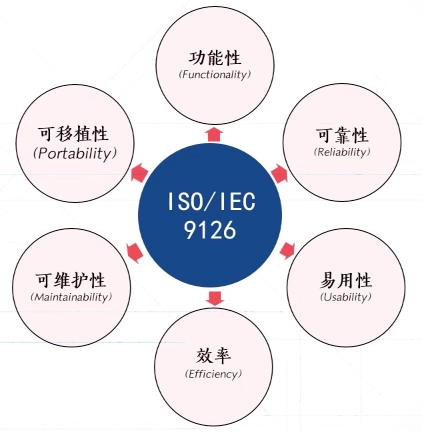 功能性
(Functionality)
可移植性
(Portability)
可靠性
(Reliability)
ISO/IEC
9126
可维护性
(Maintainability)
易用性
(Usability)
效率
(Efficiency)